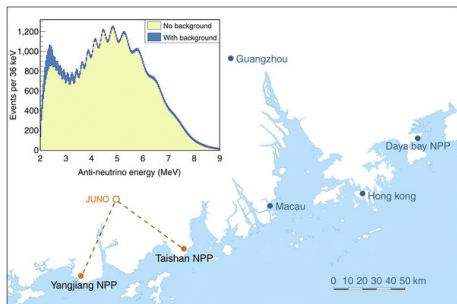 1,200
1,000
800
600
400
200
0
Events per 36 keV
No background
With background
2 3 4 5 6 7 8 9
Anti-neutrino energy (MeV)
Guangzhou
Daya bay NPP
Hong kong
Macau
JUNO
Taishan NPP
Yangjiang NPP
0 10 20 30 40 50 km